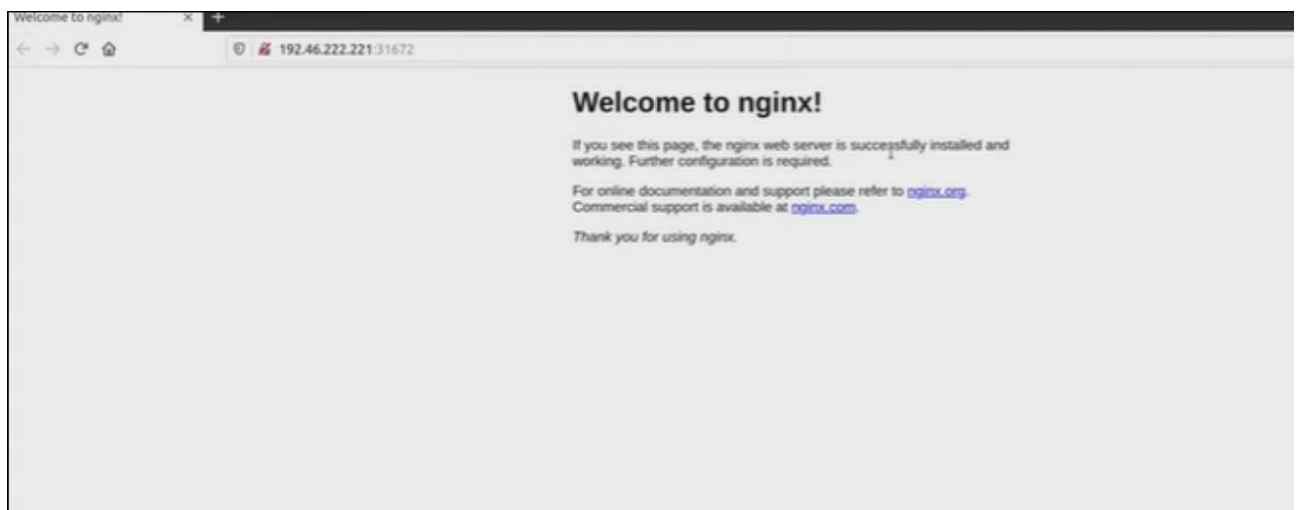 Welcome to nginx!
192.46.222.221:31672
Welcome to nginx!
If you see this page, the nginx web server is successfully installed and
working. Further configuration is required.
For online documentation and support please refer to nginx.org.
Commercial support is available at nginx.com.
Thank you for using nginx.